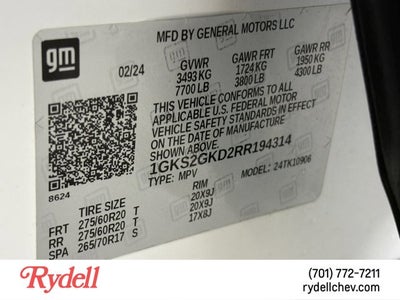 gm
MFD BY GENERAL MOTORS LLC
02/24
GVWR GAWR FRT GAWR RR
3493 KG 1724 KG 1950 KG
7700 LB 3800 LB 4300 LB
THIS VEHICLE CONFORMS TO ALL
APPLICABLE U.S. FEDERAL MOTOR
VEHICLE SAFETY STANDARDS IN EFFECT
ON THE DATE OF MANUFACTURE SHOWN ABOVE.
1GKS2GKD2RR194314
TYPE: MPV MODEL: 24TK10906
8624
TIRE SIZE RIM
FRT 275/60R20 T 20X9J
RR 275/60R20 T 20X9J
SPA 265/70R17 S 17X8J
Rydell
(701) 772-7211
rydellchev.com